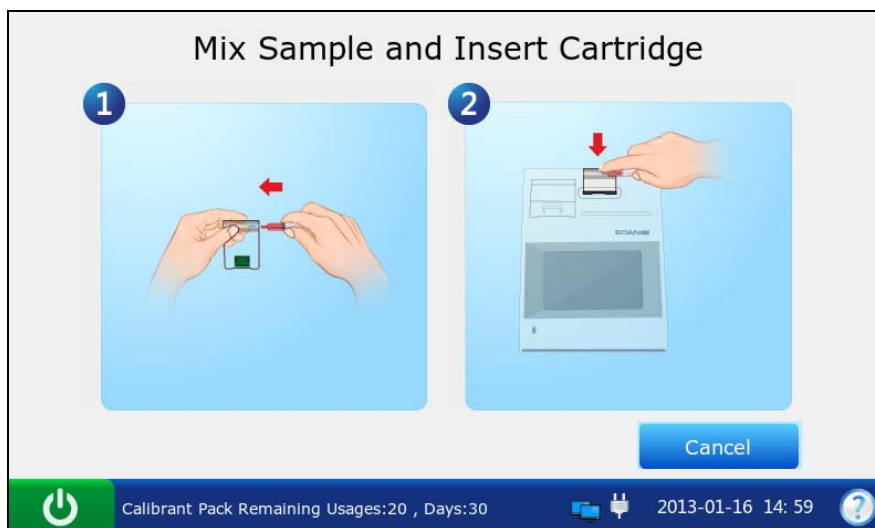 Mix Sample and Insert Cartridge
1
2
EDAN
Cancel
Calibrant Pack Remaining Usages:20 , Days:30
2013-01-16 14: 59
?